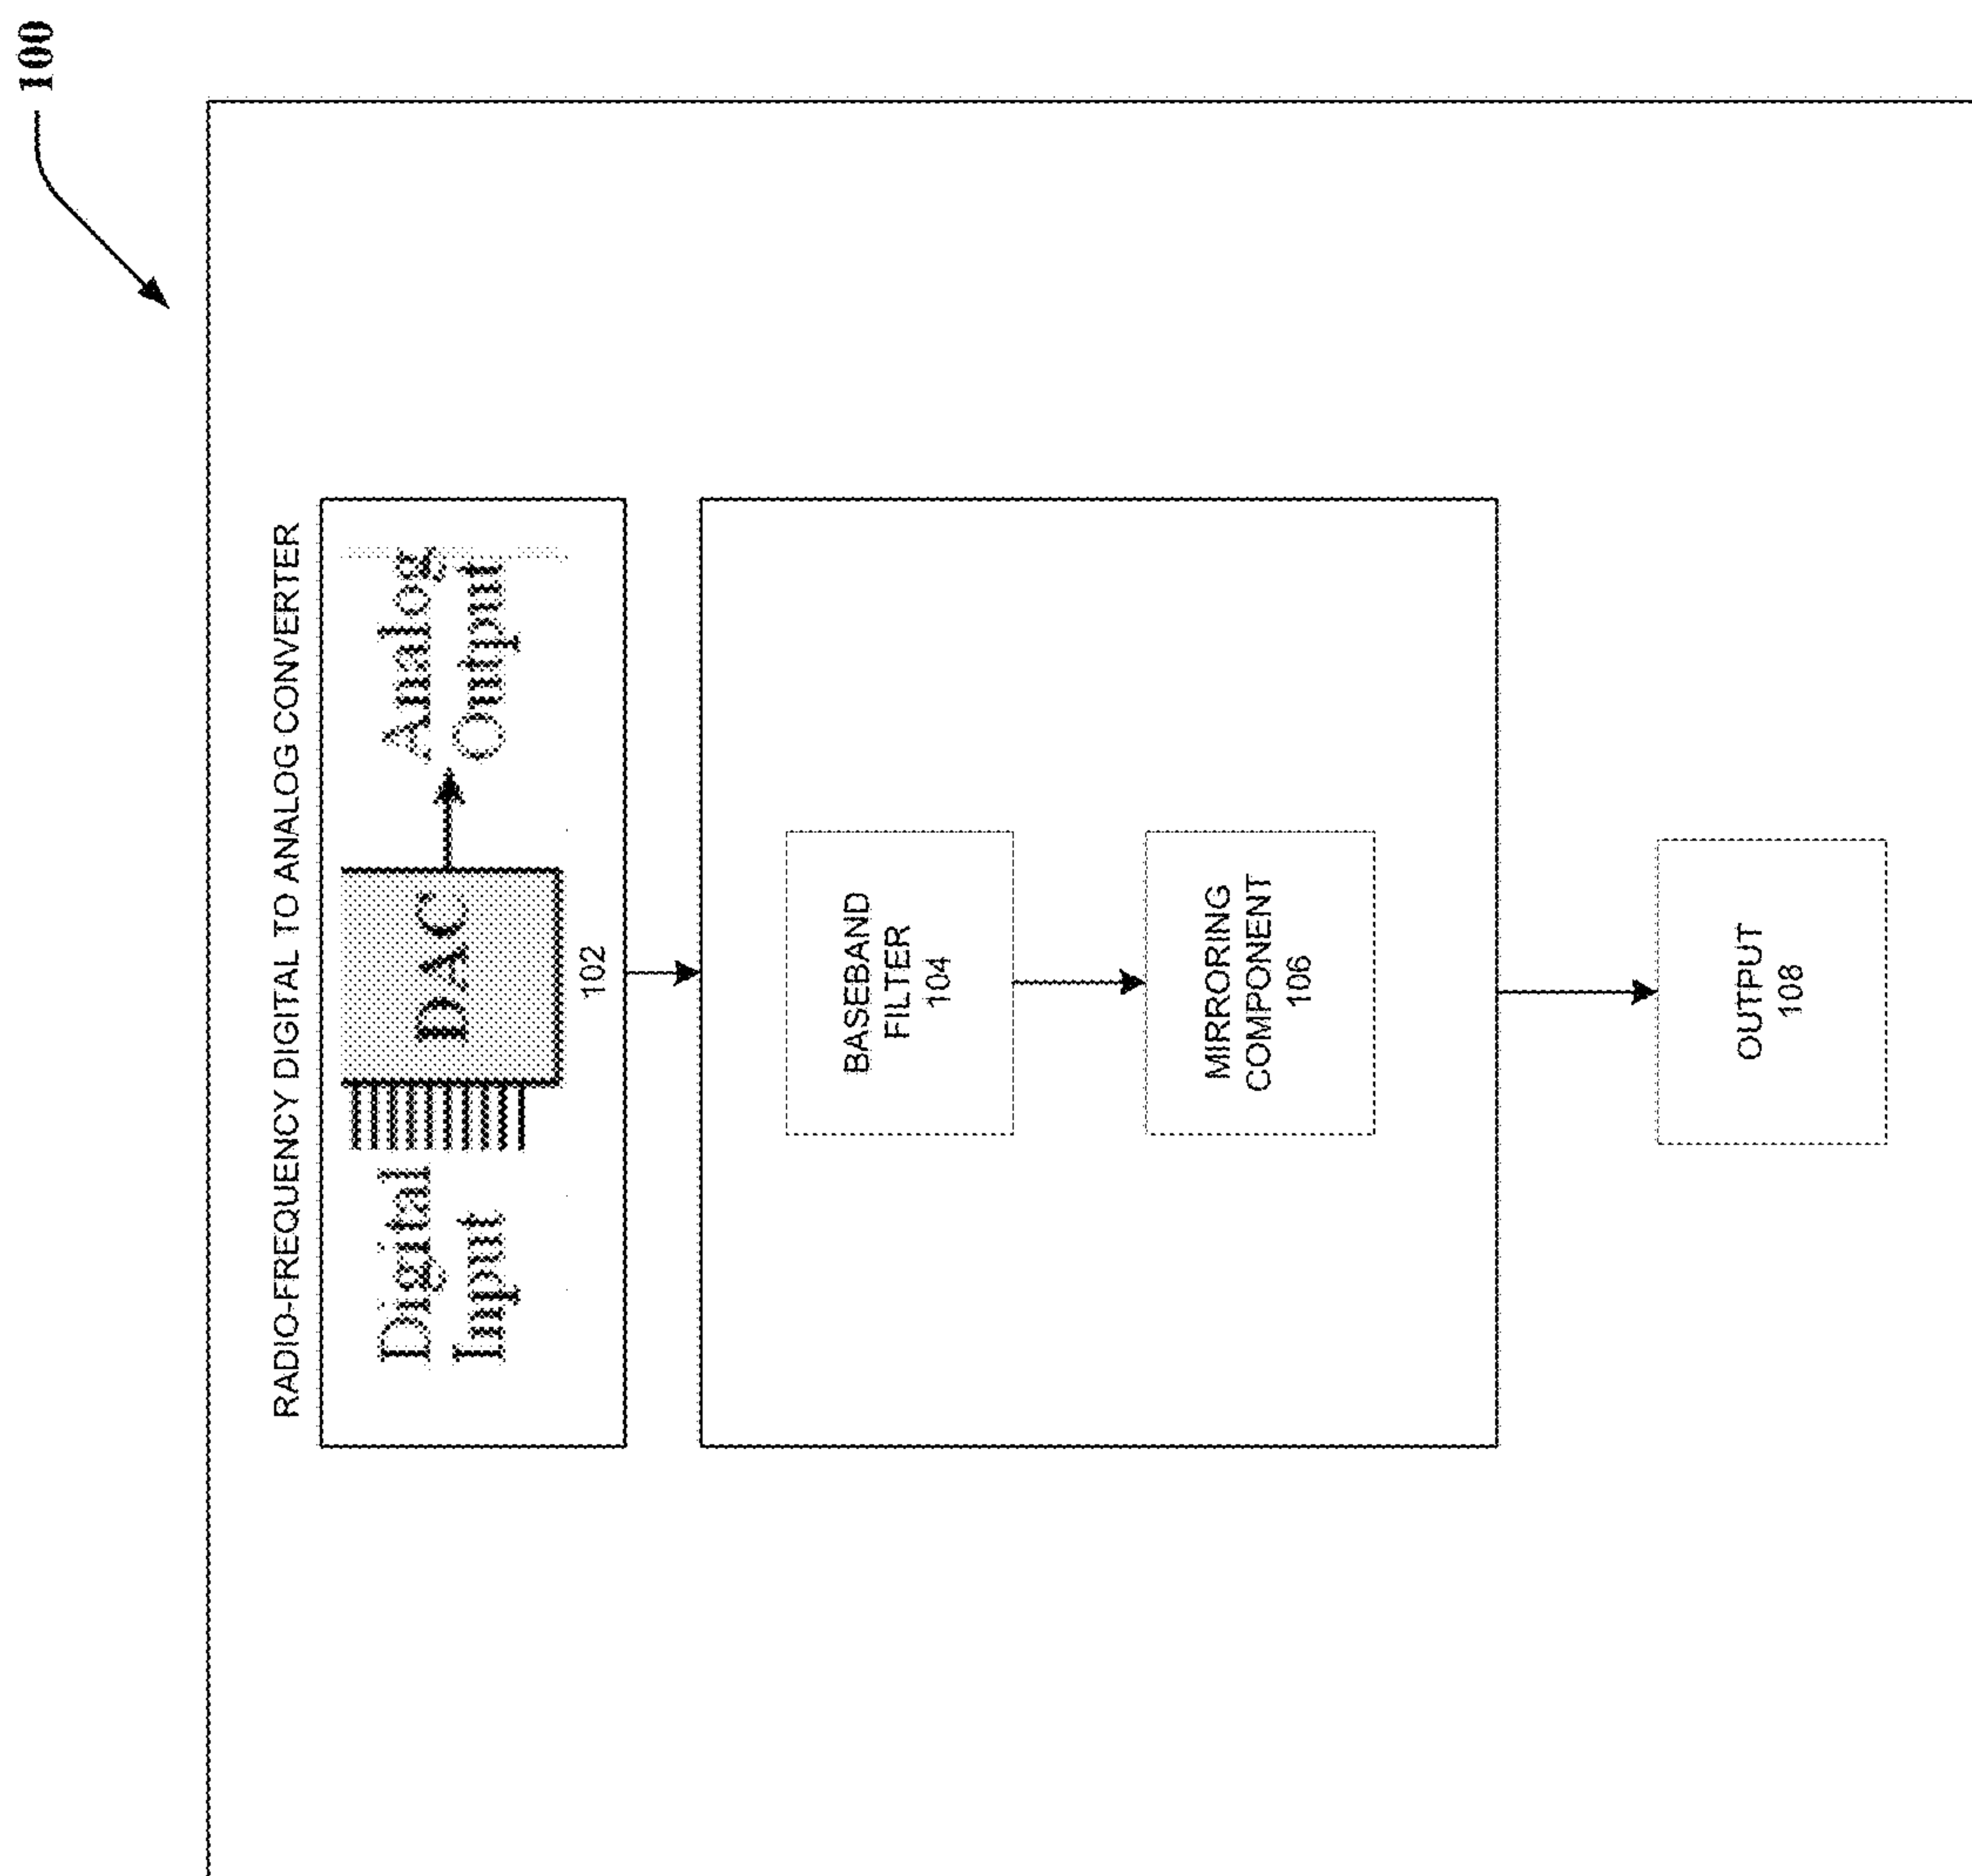 100
RADIO-FREQUENCY DIGITAL TO ANALOG CONVERTER
Digital
Input
DAC
Analog
Output
102
BASEBAND
FILTER
104
MIRRORING
COMPONENT
106
OUTPUT
108